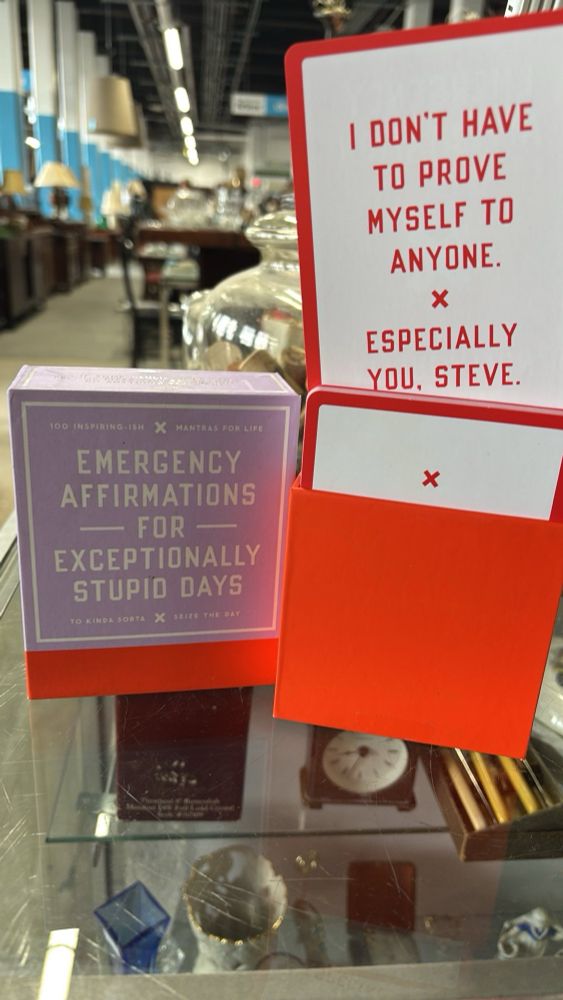 I DON'T HAVE
TO PROVE
MYSELF TO
ANYONE.
×
ESPECIALLY
YOU, STEVE.
×
100 INSPIRING-ISH × MANTRAS FOR LIFE
EMERGENCY
AFFIRMATIONS
— FOR —
EXCEPTIONALLY
STUPID DAYS
TO KINDA SORTA × SEIZE THE DAY